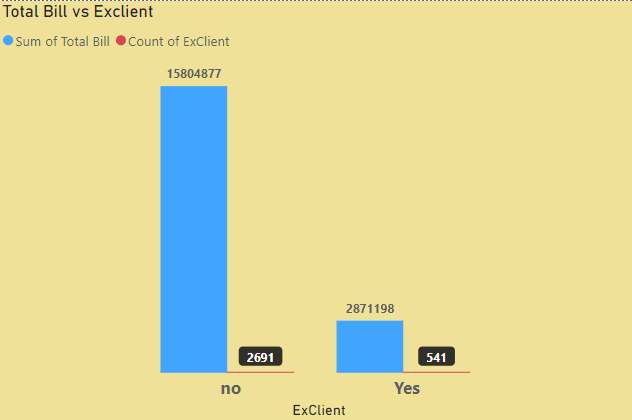 Total Bill vs Exclient
Sum of Total Bill Count of ExClient
15804877
2691
2871198
541
no Yes
ExClient